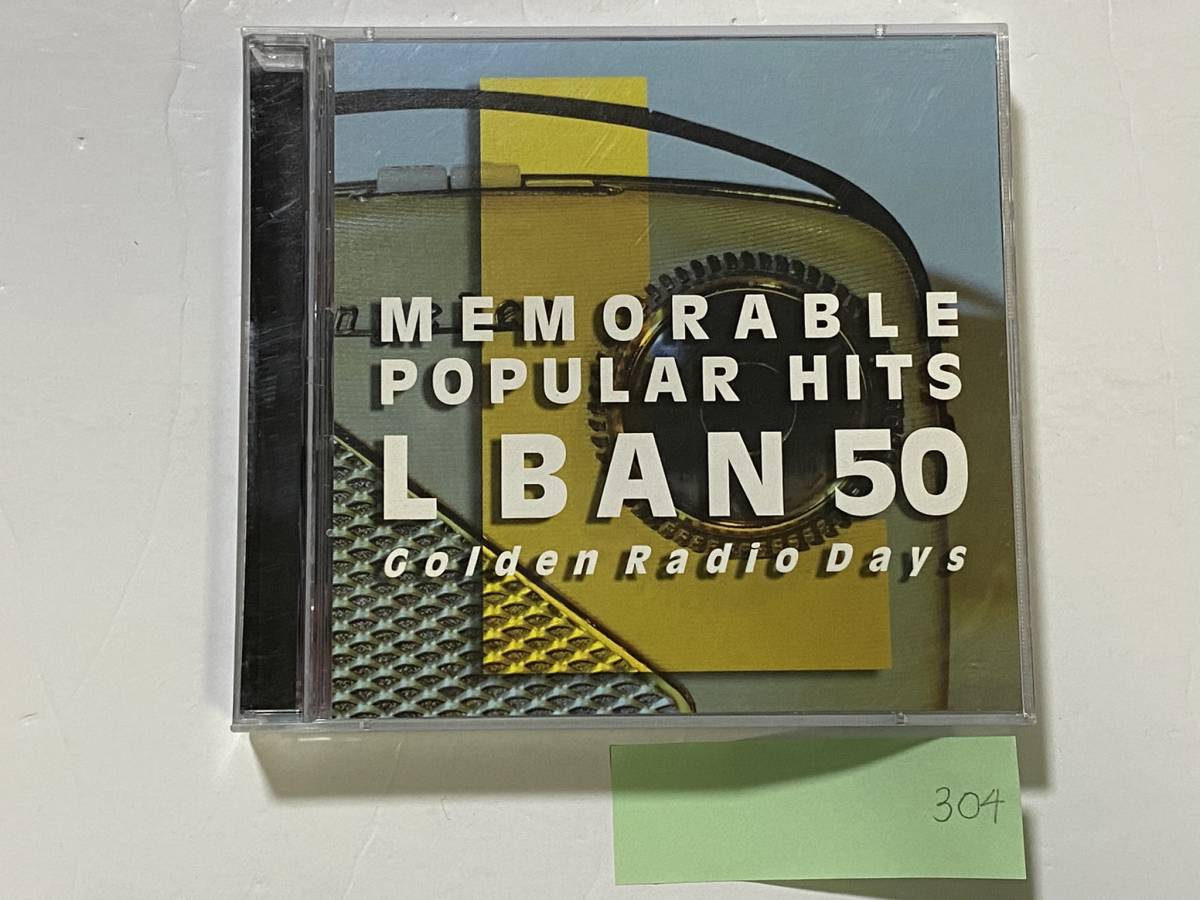 MEMORABLE
POPULAR HITS
L BAN 50
Golden Radio Days
304